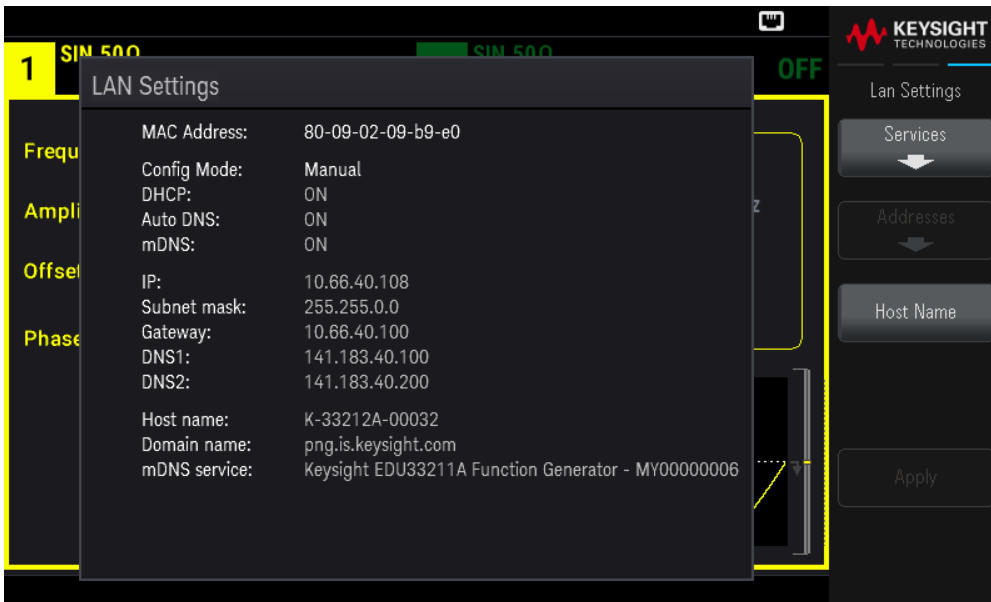 KEYSIGHT
TECHNOLOGIES
1
SIN 50Ω
SIN 50Ω
OFF
LAN Settings
Lan Settings
MAC Address: 80-09-02-09-b9-e0
Services
Config Mode: Manual
DHCP: ON
Auto DNS: ON
mDNS: ON
Addresses
IP: 10.66.40.108
Subnet mask: 255.255.0.0
Gateway: 10.66.40.100
DNS1: 141.183.40.100
DNS2: 141.183.40.200
Host Name
Host name: K-33212A-00032
Domain name: png.is.keysight.com
mDNS service: Keysight EDU33211A Function Generator - MY00000006
Apply
Frequ
Ampli
z
Offset
Phase